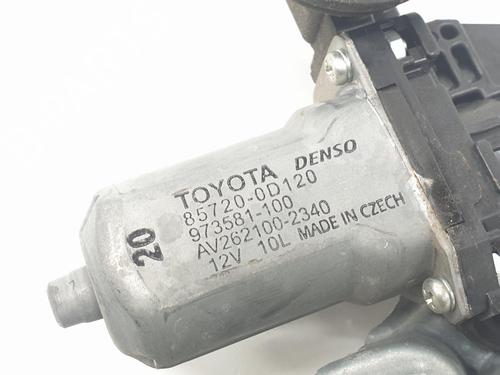 TOYOTA DENSO
85720-0D120
973581-100
AV262100-2340
12V 10L MADE IN CZECH
20